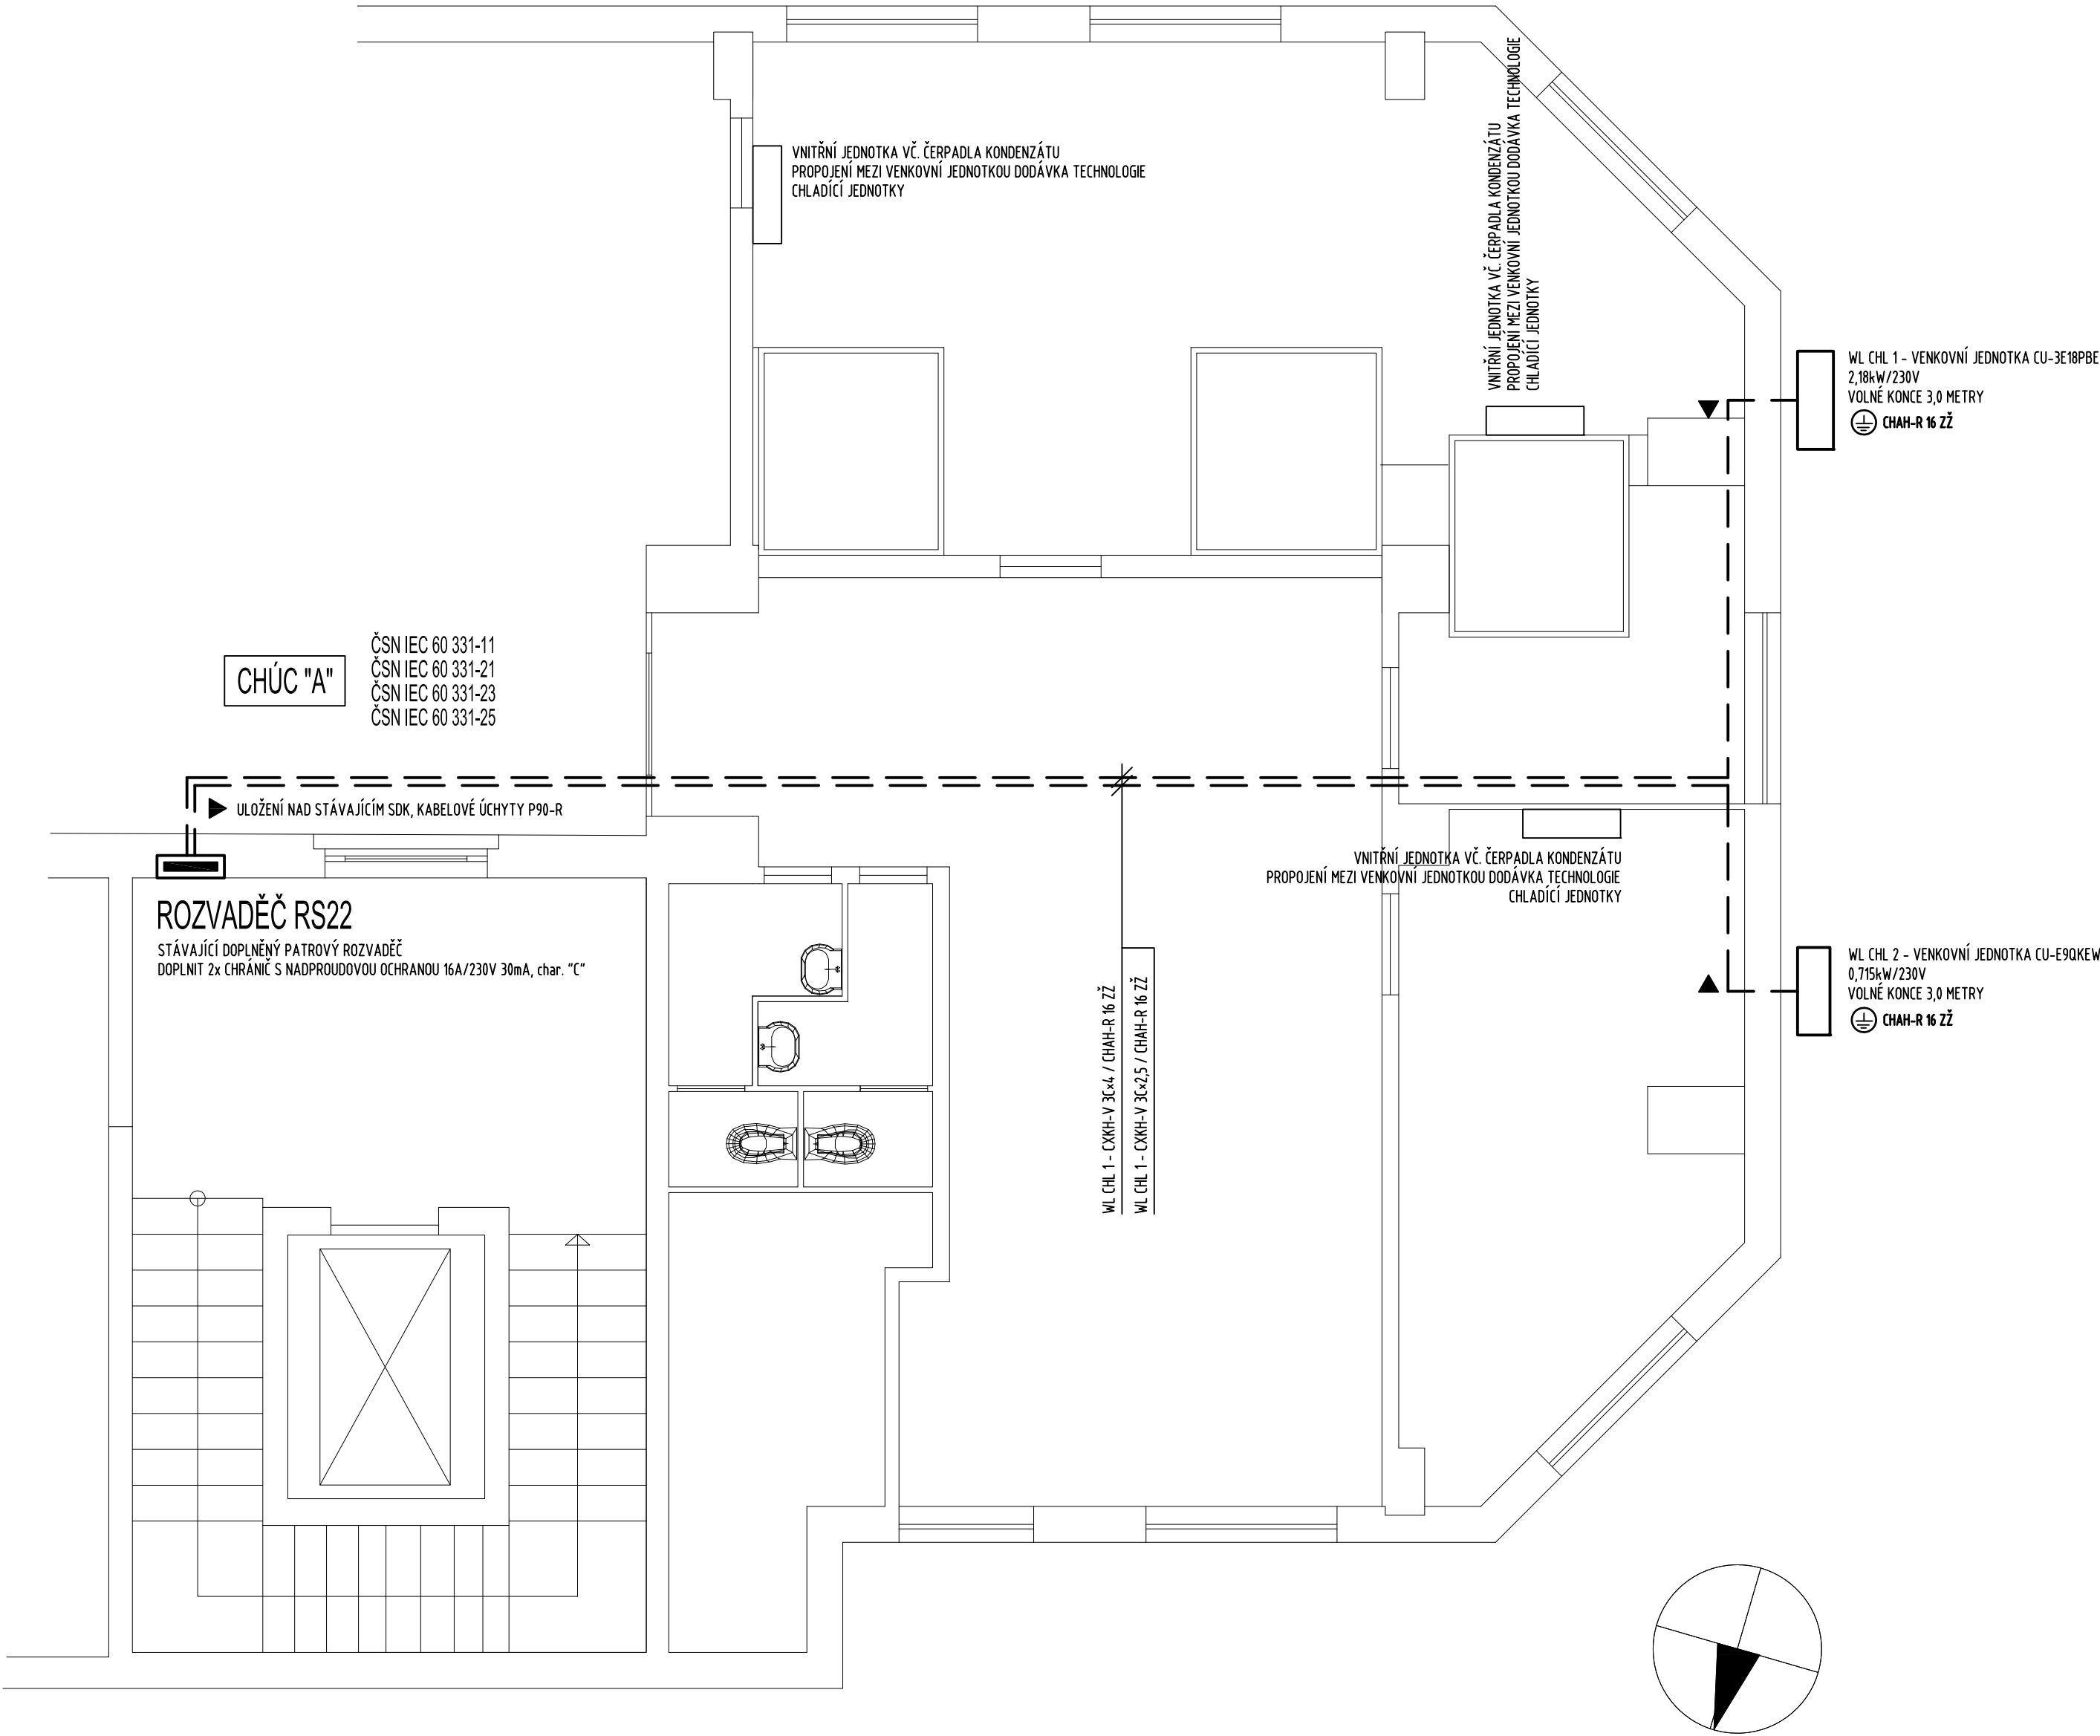 VNITŘNÍ JEDNOTKA VČ. ČERPADLA KONDENZÁTU
PROPOJENÍ MEZI VENKOVNÍ JEDNOTKOU DODÁVKA TECHNOLOGIE
CHLADÍCÍ JEDNOTKY
VNITŘNÍ JEDNOTKA VČ. ČERPADLA KONDENZÁTU
PROPOJENÍ MEZI VENKOVNÍ JEDNOTKOU DODÁVKA TECHNOLOGIE
CHLADÍCÍ JEDNOTKY
WL CHL 1 - VENKOVNÍ JEDNOTKA CU-3E18PBE
2,18kW/230V
VOLNÉ KONCE 3,0 METRY
CHAH-R 16 ZŽ
CHÚC "A"
ČSN IEC 60 331-11
ČSN IEC 60 331-21
ČSN IEC 60 331-23
ČSN IEC 60 331-25
ULOŽENÍ NAD STÁVAJÍCÍM SDK, KABELOVÉ ÚCHYTY P90-R
VNITŘNÍ JEDNOTKA VČ. ČERPADLA KONDENZÁTU
PROPOJENÍ MEZI VENKOVNÍ JEDNOTKOU DODÁVKA TECHNOLOGIE
CHLADÍCÍ JEDNOTKY
ROZVADĚČ RS22
STÁVAJÍCÍ DOPLNĚNÝ PATROVÝ ROZVADĚČ
DOPLNIT 2x CHRÁNIČ S NADPROUDOVOU OCHRANOU 16A/230V 30mA, char. "C"
WL CHL 1 - CXKH-V 3Cx4 / CHAH-R 16 ZŽ
WL CHL 1 - CXKH-V 3Cx2,5 / CHAH-R 16 ZŽ
WL CHL 2 - VENKOVNÍ JEDNOTKA CU-E9QKEW
0,715kW/230V
VOLNÉ KONCE 3,0 METRY
CHAH-R 16 ZŽ